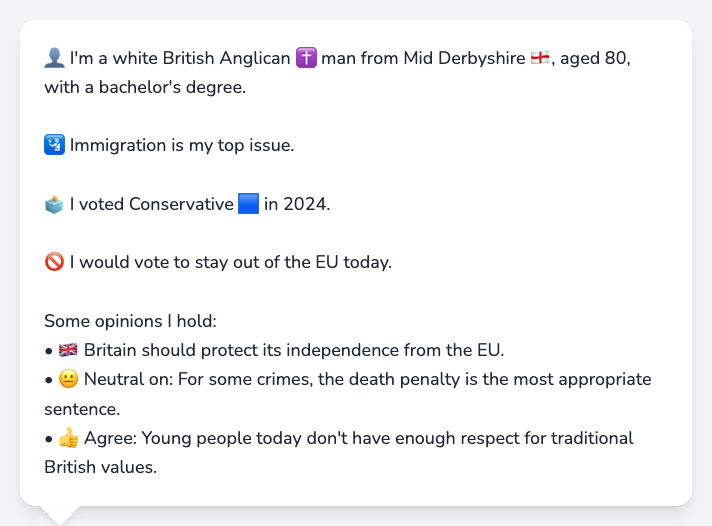 👤 I'm a white British Anglican ✝️ man from Mid Derbyshire 🏴󠁧󠁢󠁥󠁮󠁧󠁿, aged 80,
with a bachelor's degree.
🛂 Immigration is my top issue.
🗳️ I voted Conservative 🟦 in 2024.
🚫 I would vote to stay out of the EU today.
Some opinions I hold:
• 🇬🇧 Britain should protect its independence from the EU.
• 😐 Neutral on: For some crimes, the death penalty is the most appropriate
sentence.
• 👍 Agree: Young people today don't have enough respect for traditional
British values.